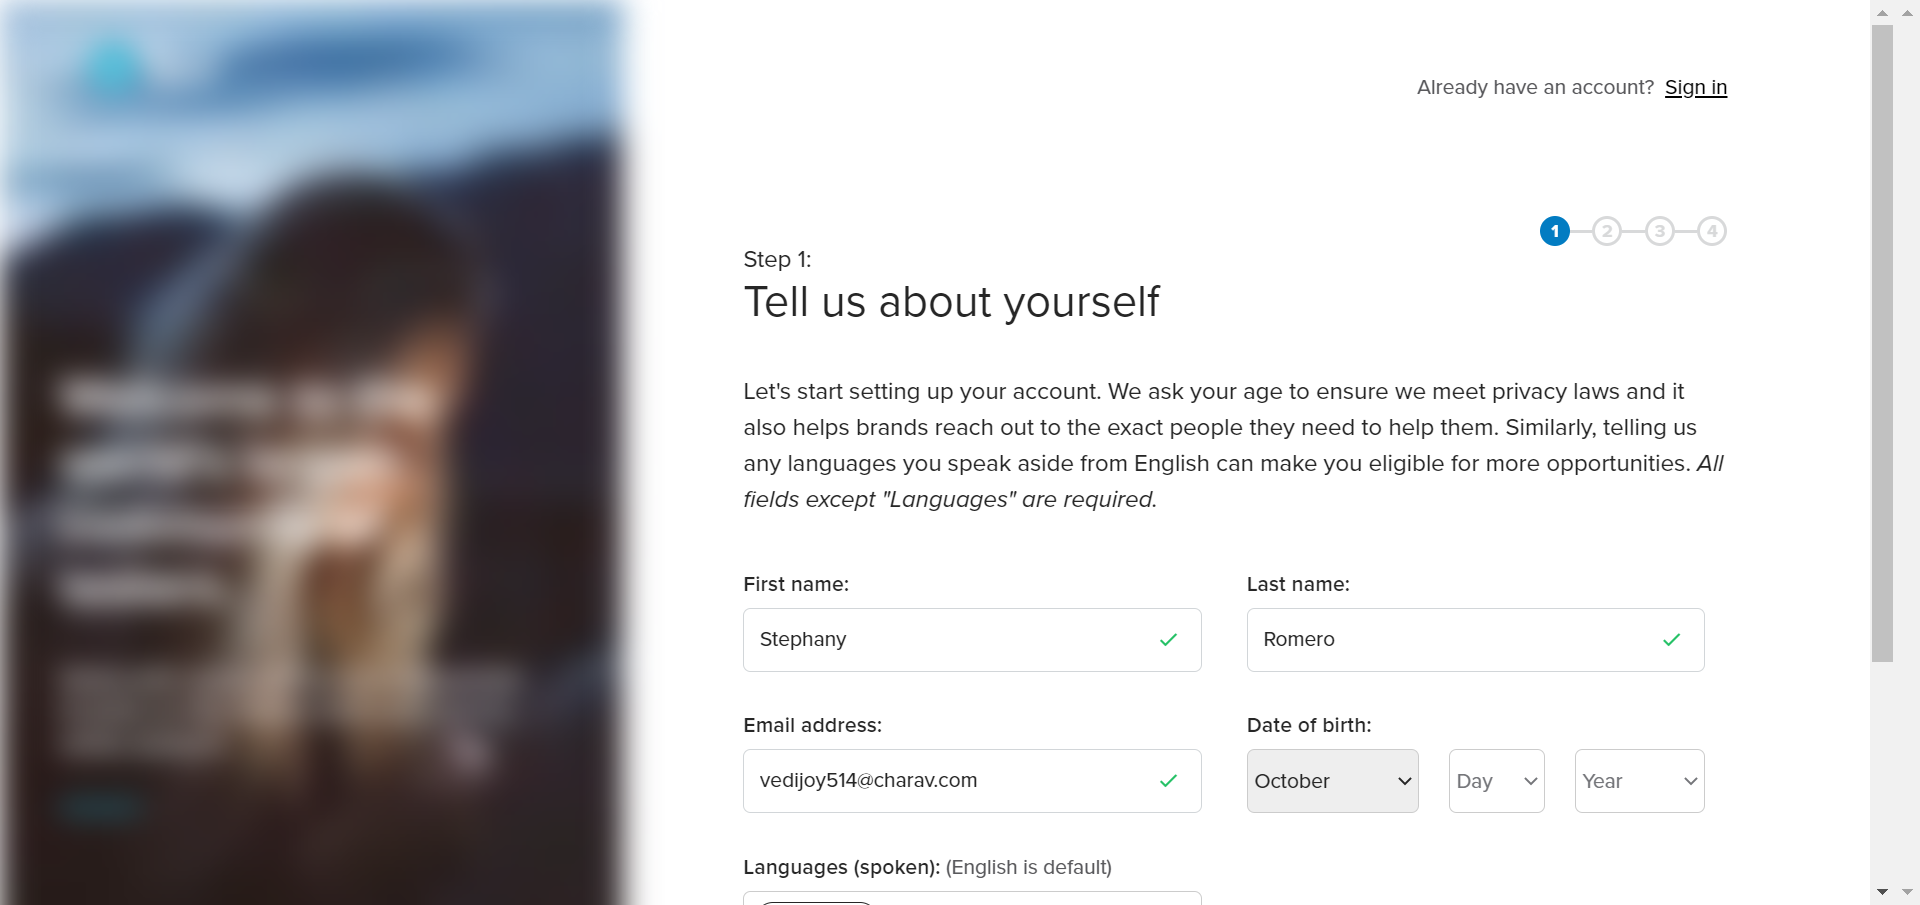 Already have an account? Sign in
1 2 3 4
Step 1:
Tell us about yourself
Let's start setting up your account. We ask your age to ensure we meet privacy laws and it
also helps brands reach out to the exact people they need to help them. Similarly, telling us
any languages you speak aside from English can make you eligible for more opportunities. All
fields except "Languages" are required.
First name: Last name:
Stephany Romero
Email address: Date of birth:
vedijoy514@charav.com October Day Year
Languages (spoken): (English is default)